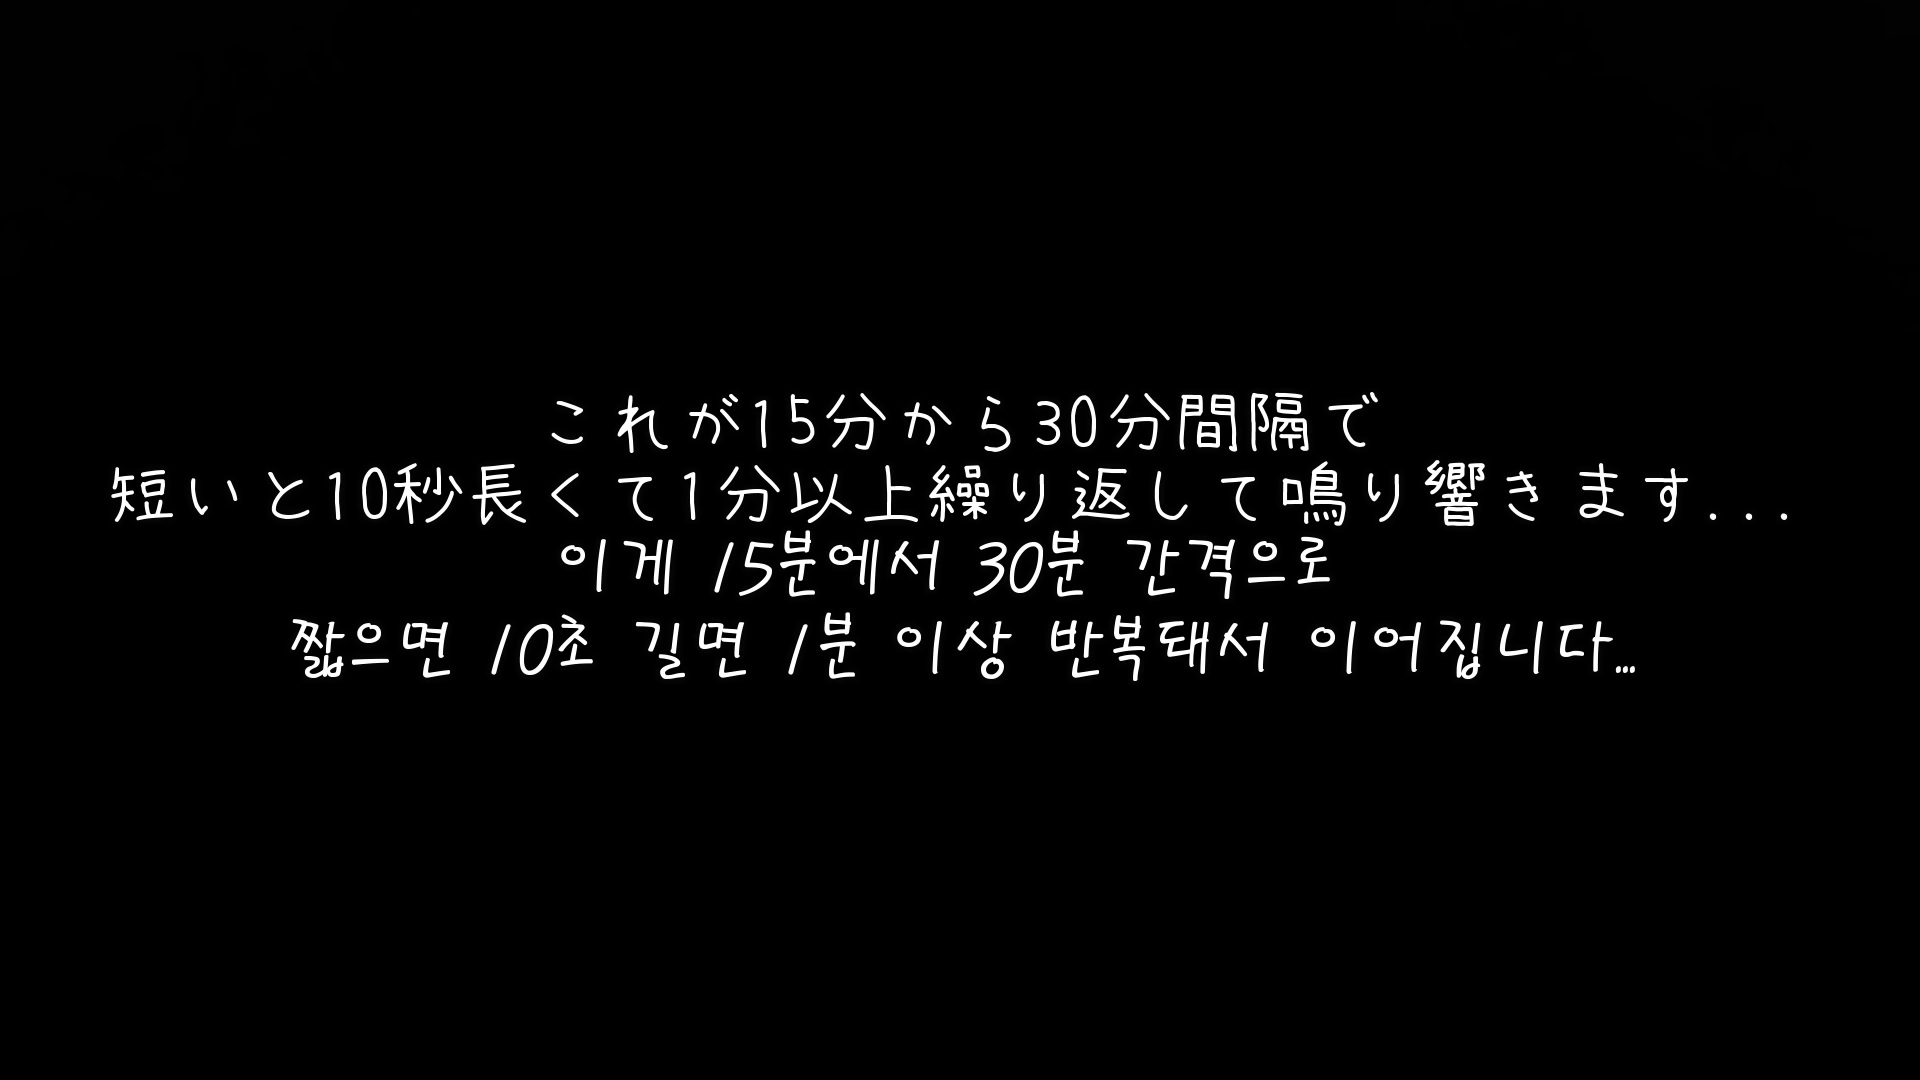 これが15分から30分間隔で
短いと10秒長くて1分以上繰り返して鳴り響きます...
이게 15분에서 30분 간격으로
짧으면 10초 길면 1분 이상 반복돼서 이어집니다...